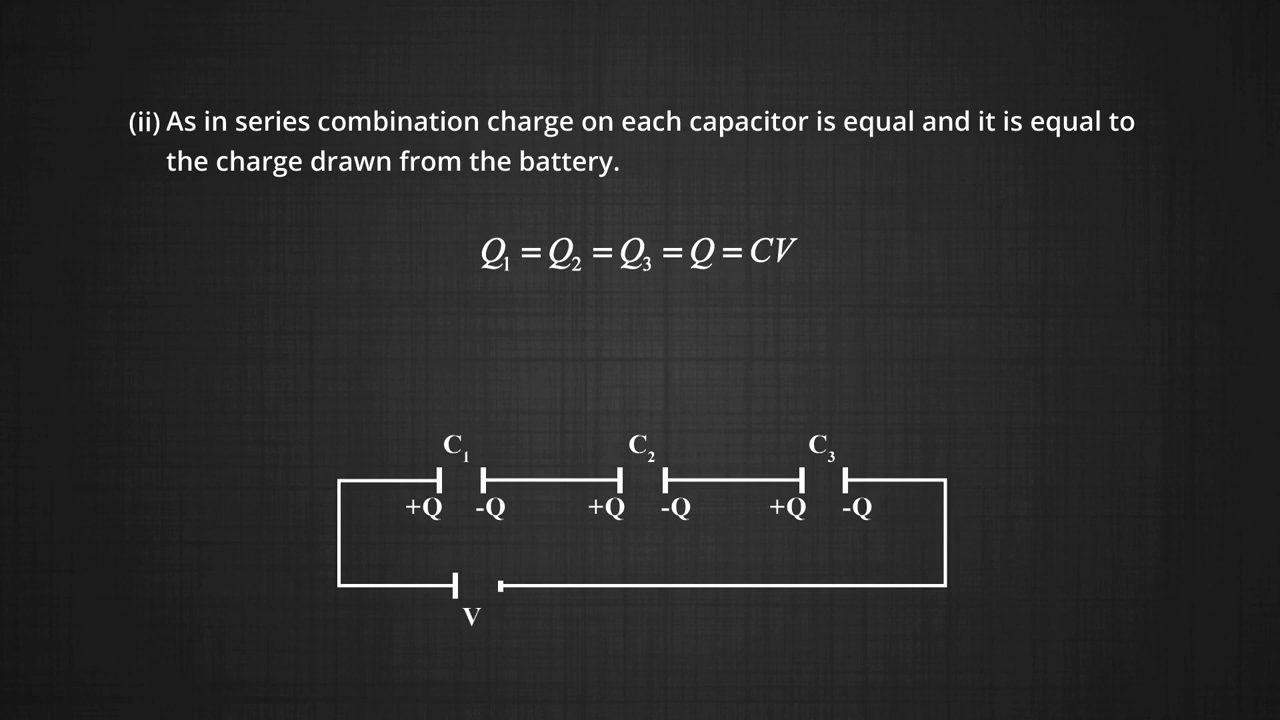 (ii) As in series combination charge on each capacitor is equal and it is equal to
the charge drawn from the battery.
Q₁ = Q₂ = Q₃ = Q = CV
C₁ C₂ C₃
+Q -Q +Q -Q +Q -Q
V